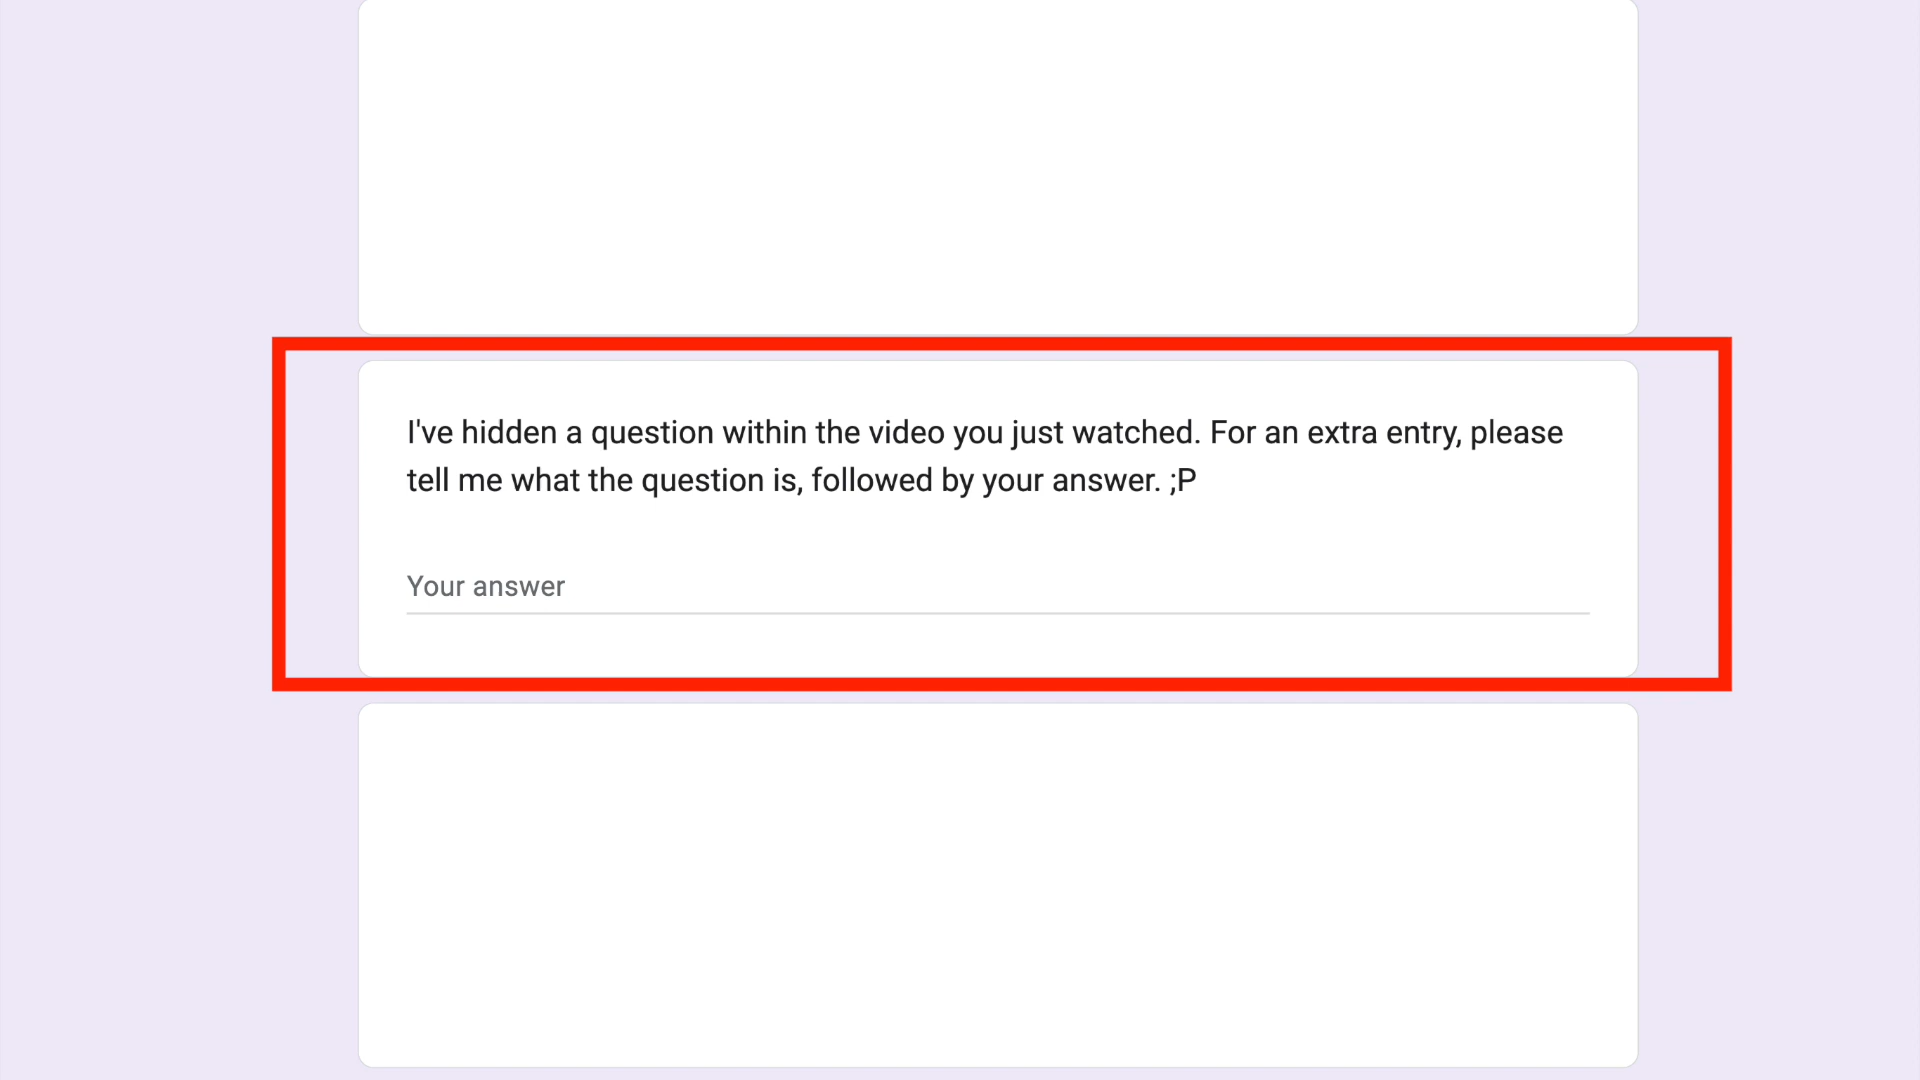 I've hidden a question within the video you just watched. For an extra entry, please
tell me what the question is, followed by your answer. ;P
Your answer